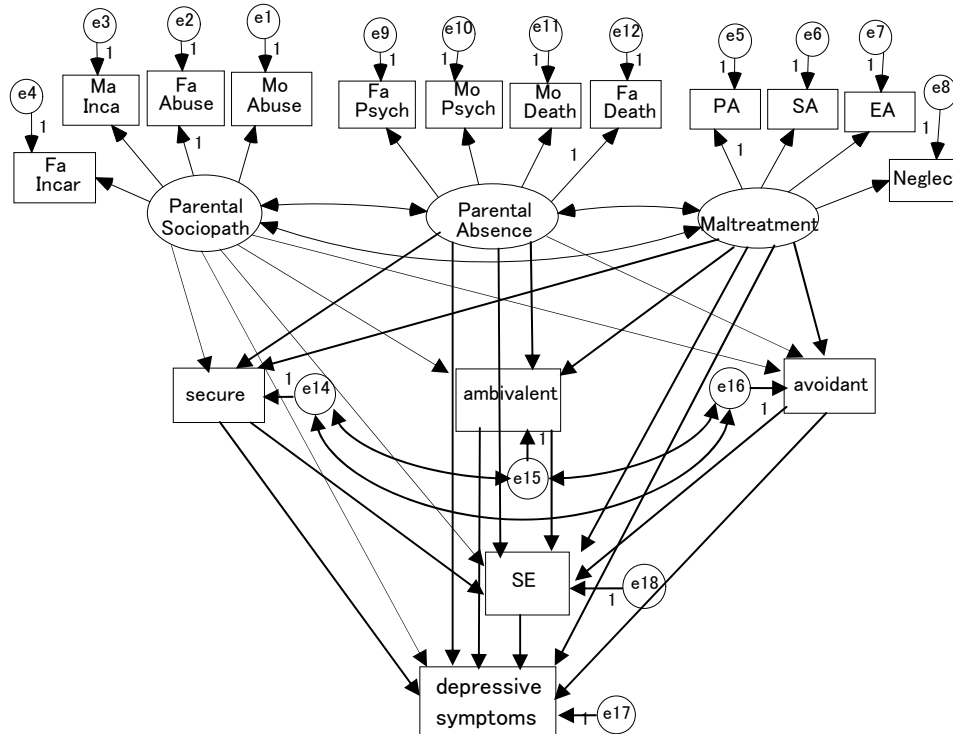 e3
e2
e1
e9
e10
e11
e12
e5
e6
e7
e8
e4
1
1
1
1
1
1
1
1
1
1
1
1
Ma
Inca
Fa
Abuse
Mo
Abuse
Fa
Psych
Mo
Psych
Mo
Death
Fa
Death
PA
SA
EA
Neglect
Fa
Incar
1
1
1
Parental
Sociopath
Parental
Absence
Maltreatment
secure
1
e14
ambivalent
1
e15
e16
1
avoidant
SE
1
e18
depressive
symptoms
1
e17